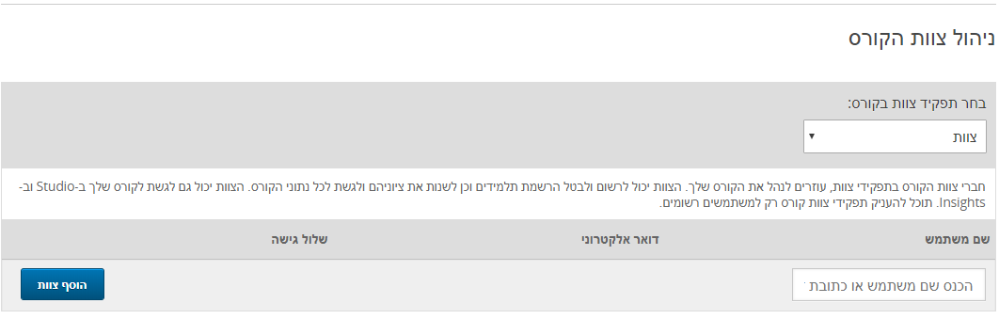 ניהול צוות הקורס
בחר תפקיד צוות בקורס:
צוות
חברי צוות הקורס בתפקידי צוות, עוזרים לנהל את הקורס שלך. הצוות יכול לרשום ולבטל הרשמת תלמידים וכן לשנות את ציוניהם ולגשת לכל נתוני הקורס. הצוות יכול גם לגשת לקורס שלך ב-Studio וב-
Insights. תוכל להעניק תפקידי צוות קורס רק למשתמשים רשומים.
שם משתמש דואר אלקטרוני שלול גישה
הכנס שם משתמש או כתובת הוסף צוות